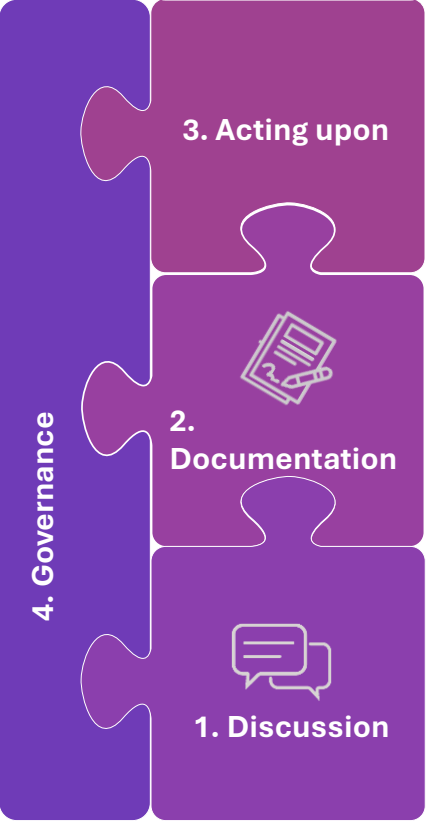 3. Acting upon
2.
Documentation
4. Governance
1. Discussion